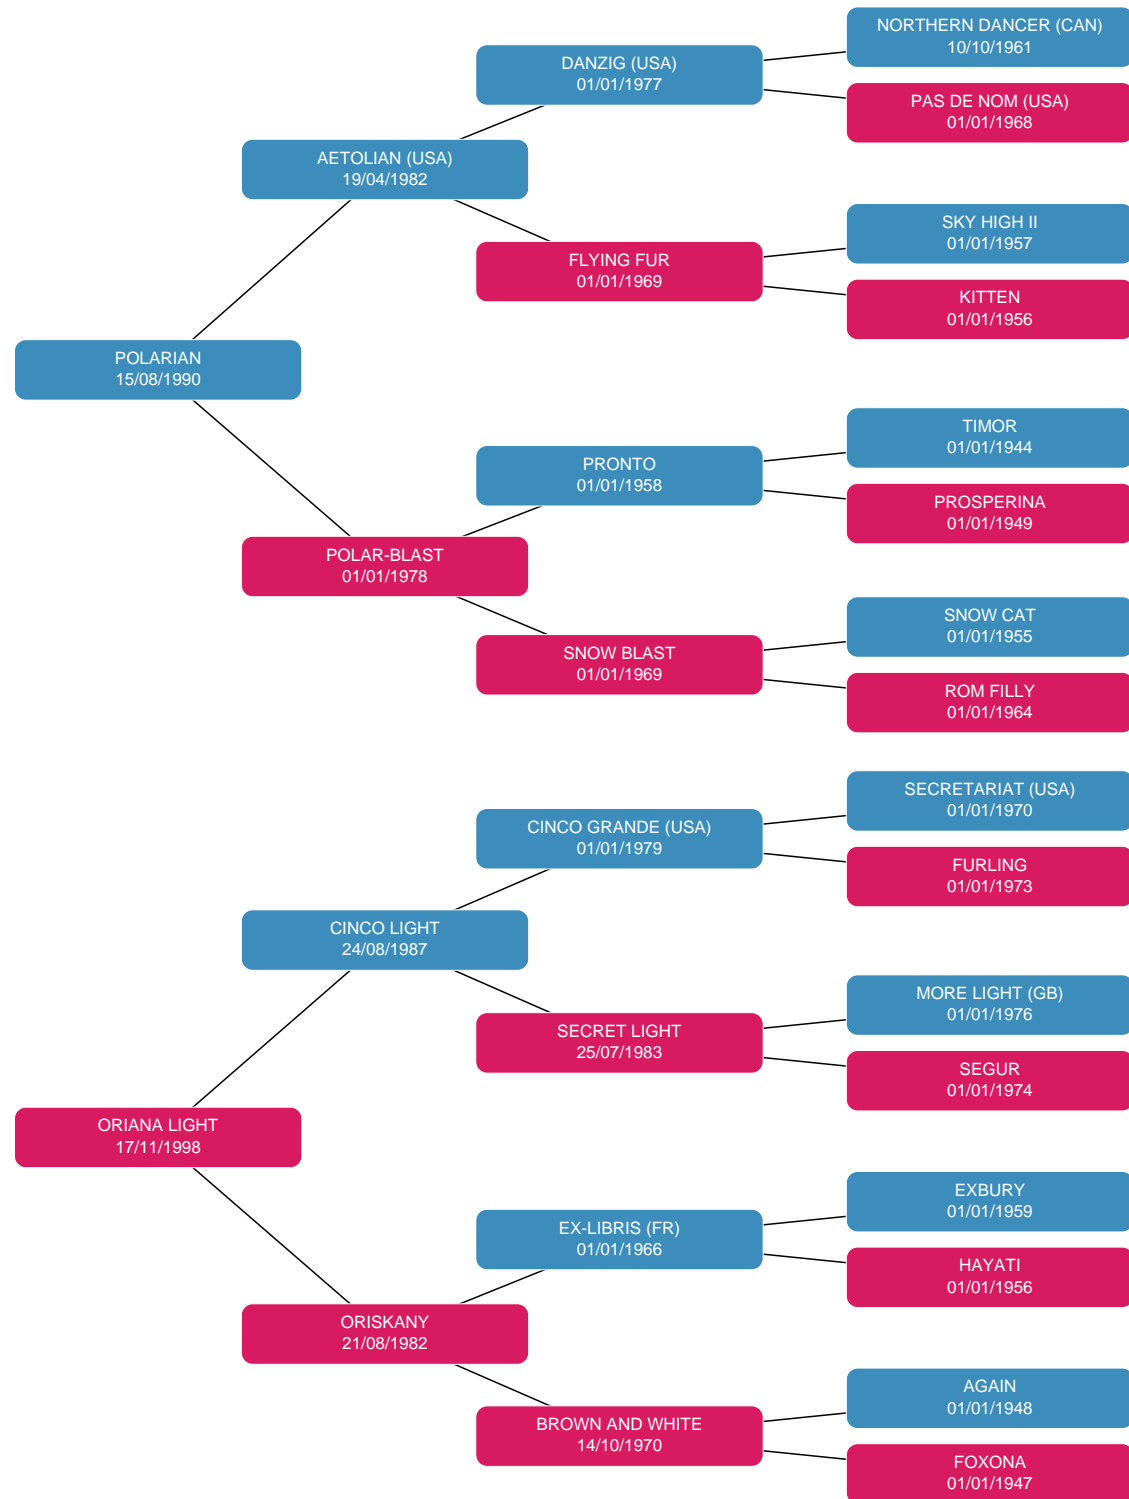 NORTHERN DANCER (CAN)
10/10/1961
DANZIG (USA)
01/01/1977
PAS DE NOM (USA)
01/01/1968
AETOLIAN (USA)
19/04/1982
SKY HIGH II
01/01/1957
FLYING FUR
01/01/1969
KITTEN
01/01/1956
POLARIAN
15/08/1990
TIMOR
01/01/1944
PRONTO
01/01/1958
PROSPERINA
01/01/1949
POLAR-BLAST
01/01/1978
SNOW CAT
01/01/1955
SNOW BLAST
01/01/1969
ROM FILLY
01/01/1964
SECRETARIAT (USA)
01/01/1970
CINCO GRANDE (USA)
01/01/1979
FURLING
01/01/1973
CINCO LIGHT
24/08/1987
MORE LIGHT (GB)
01/01/1976
SECRET LIGHT
25/07/1983
SEGUR
01/01/1974
ORIANA LIGHT
17/11/1998
EXBURY
01/01/1959
EX-LIBRIS (FR)
01/01/1966
HAYATI
01/01/1956
ORISKANY
21/08/1982
AGAIN
01/01/1948
BROWN AND WHITE
14/10/1970
FOXONA
01/01/1947